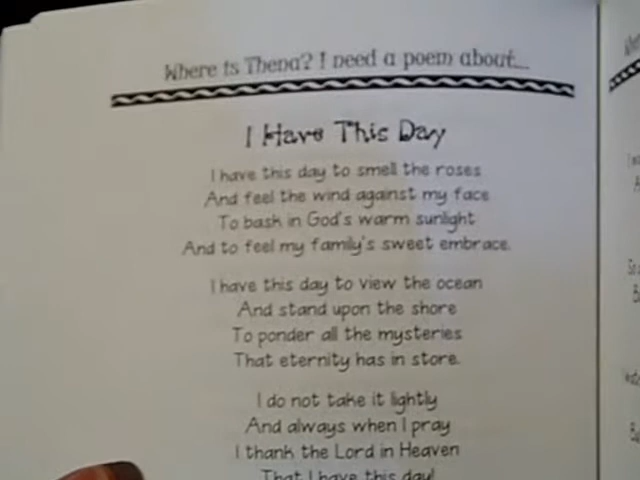 Where is Thena? I need a poem about...
I Have This Day
I have this day to smell the roses
And feel the wind against my face
To bask in God's warm sunlight
And to feel my family's sweet embrace.
I have this day to view the ocean
And stand upon the shore
To ponder all the mysteries
That eternity has in store.
I do not take it lightly
And always when I pray
I thank the Lord in Heaven
That I have this day!